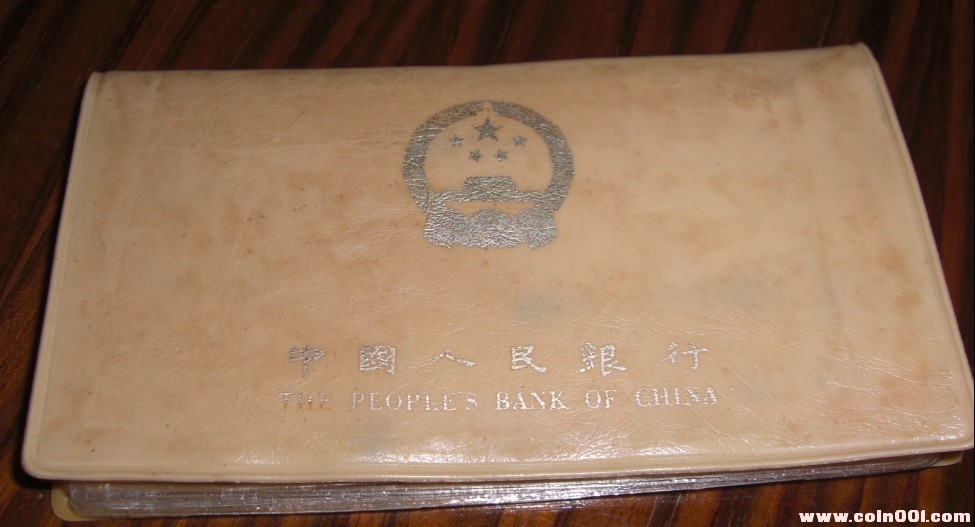 中國人民銀行
THE PEOPLE'S BANK OF CHINA
www.coin001.com